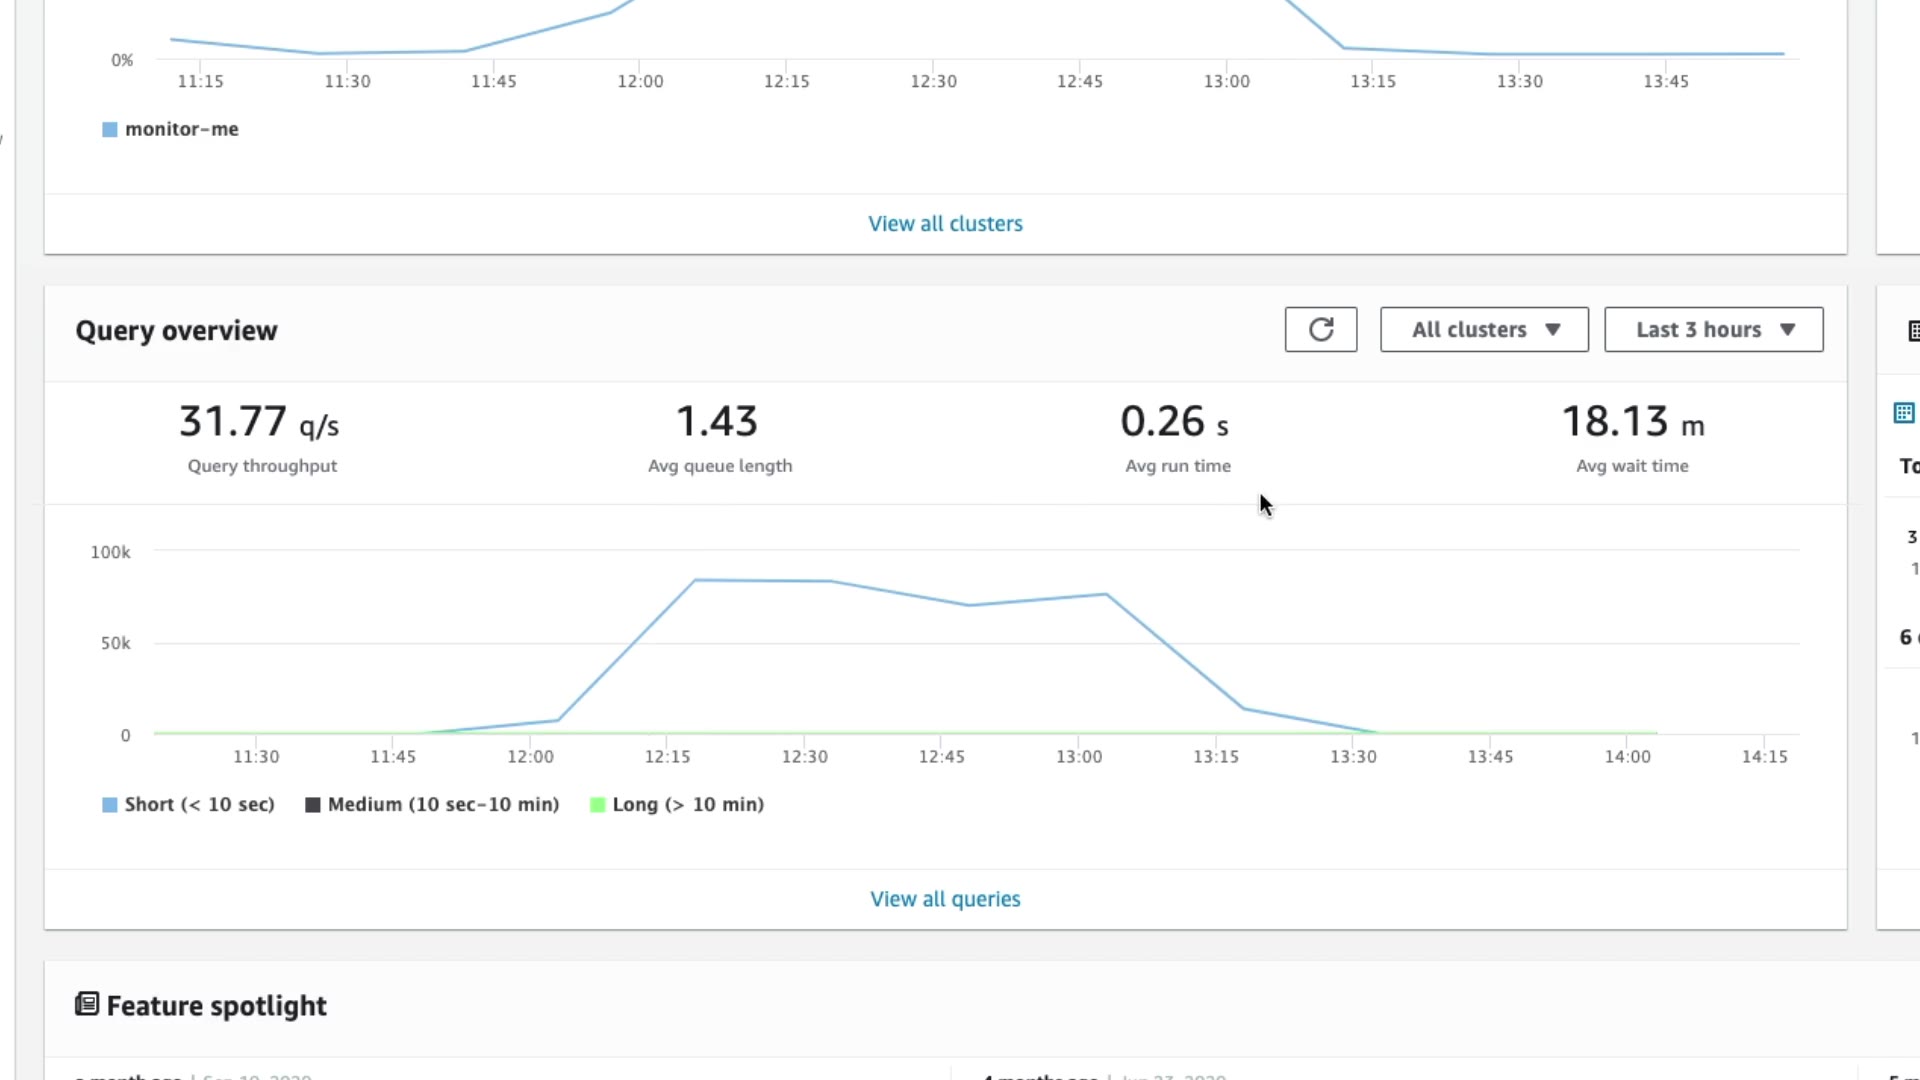 0%
11:15 11:30 11:45 12:00 12:15 12:30 12:45 13:00 13:15 13:30 13:45
monitor-me
View all clusters
Query overview
All clusters
Last 3 hours
31.77 q/s
Query throughput
1.43
Avg queue length
0.26 s
Avg run time
18.13 m
Avg wait time
100k
50k
0
11:30 11:45 12:00 12:15 12:30 12:45 13:00 13:15 13:30 13:45 14:00 14:15
Short (< 10 sec) Medium (10 sec-10 min) Long (> 10 min)
View all queries
To
3
1
6
1
Feature spotlight